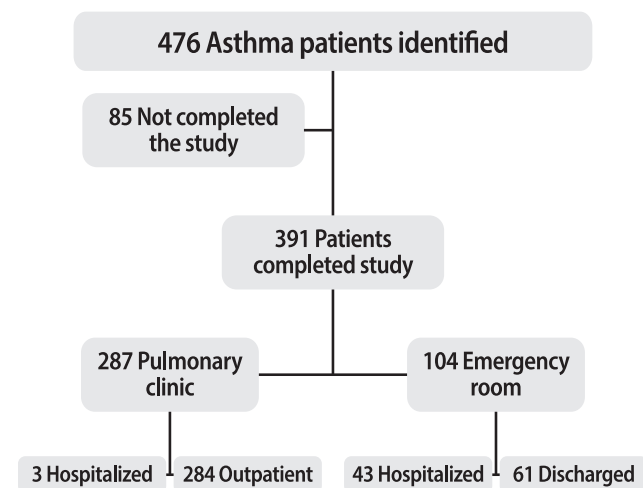 476 Asthma patients identified
85 Not completed
the study
391 Patients
completed study
287 Pulmonary
clinic
104 Emergency
room
3 Hospitalized
284 Outpatient
43 Hospitalized
61 Discharged